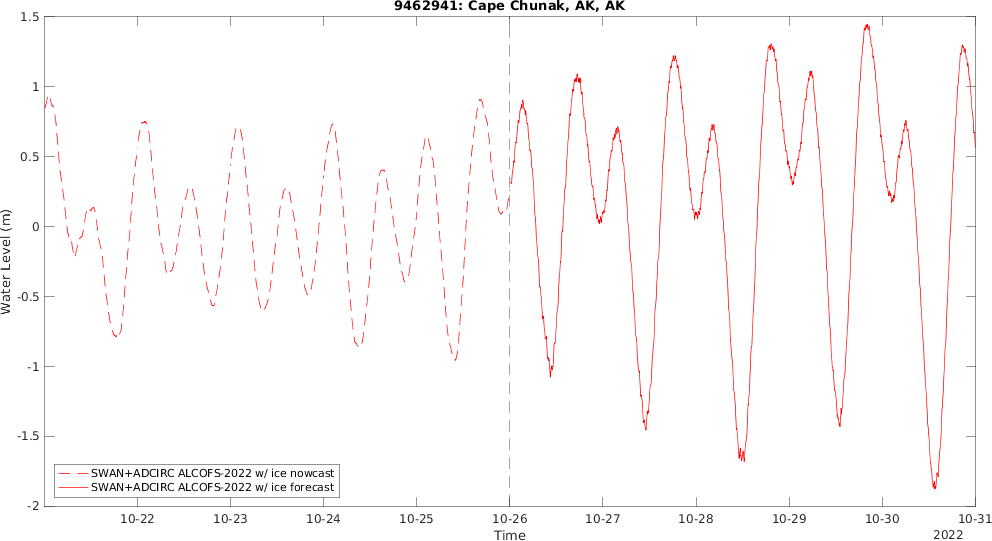 9462941: Cape Chunak, AK, AK
Water Level (m)
1.5
1
0.5
0
-0.5
-1
-1.5
-2
SWAN+ADCIRC ALCOFS-2022 w/ ice nowcast
SWAN+ADCIRC ALCOFS-2022 w/ ice forecast
10-22 10-23 10-24 10-25 10-26 10-27 10-28 10-29 10-30 10-31
Time
2022